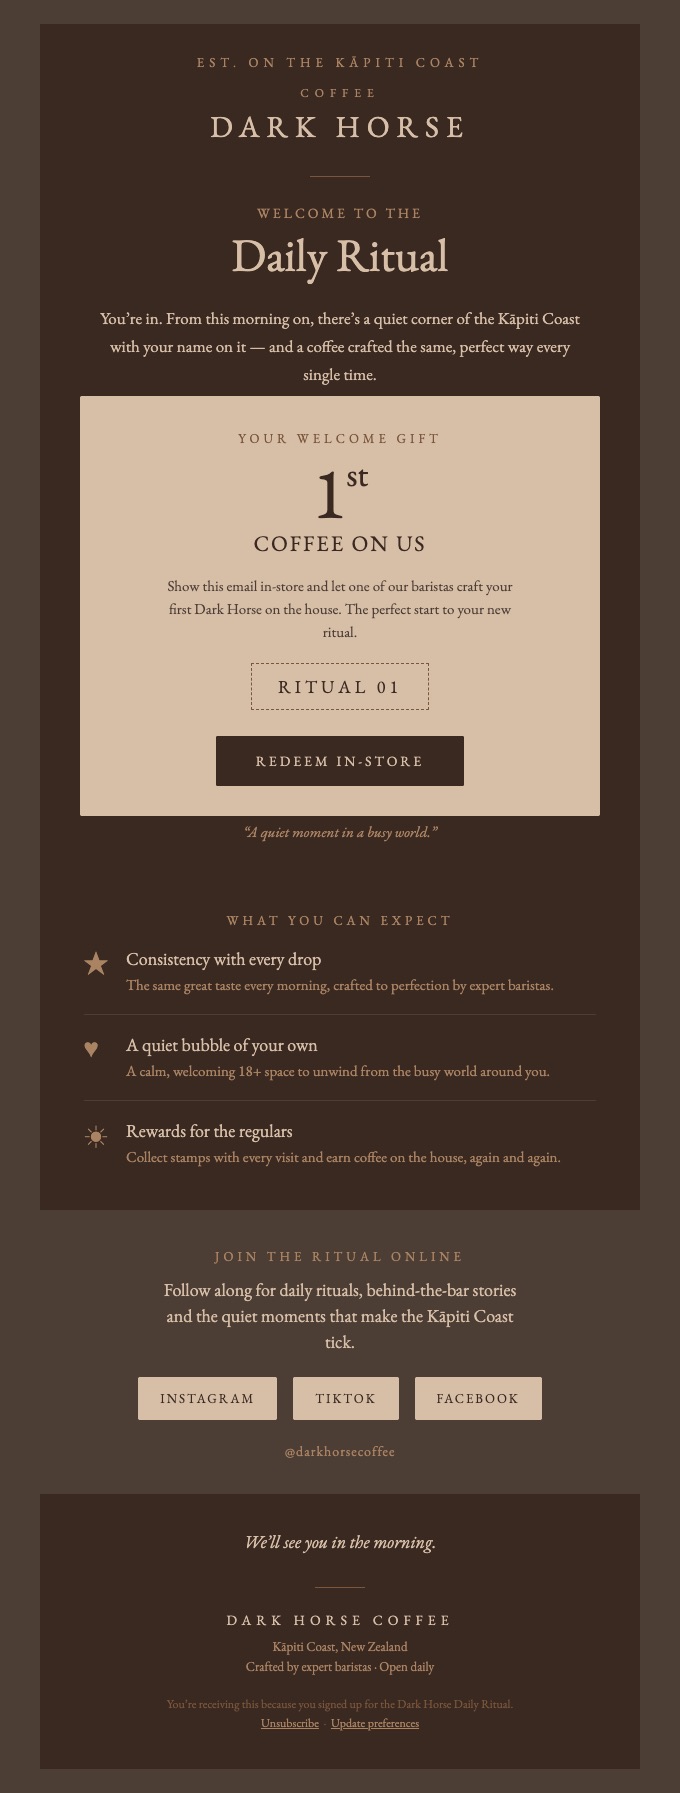 EST. ON THE KĀPITI COAST
COFFEE
DARK HORSE
WELCOME TO THE
Daily Ritual
You’re in. From this morning on, there’s a quiet corner of the Kāpiti Coast
with your name on it — and a coffee crafted the same, perfect way every
single time.
YOUR WELCOME GIFT
1st
COFFEE ON US
Show this email in-store and let one of our baristas craft your
first Dark Horse on the house. The perfect start to your new
ritual.
RITUAL 01
REDEEM IN-STORE
“A quiet moment in a busy world.”
WHAT YOU CAN EXPECT
Consistency with every drop
The same great taste every morning, crafted to perfection by expert baristas.
A quiet bubble of your own
A calm, welcoming 18+ space to unwind from the busy world around you.
Rewards for the regulars
Collect stamps with every visit and earn coffee on the house, again and again.
JOIN THE RITUAL ONLINE
Follow along for daily rituals, behind-the-bar stories
and the quiet moments that make the Kāpiti Coast
tick.
INSTAGRAM TIKTOK FACEBOOK
@darkhorsecoffee
We’ll see you in the morning.
DARK HORSE COFFEE
Kāpiti Coast, New Zealand
Crafted by expert baristas · Open daily
You’re receiving this because you signed up for the Dark Horse Daily Ritual.
Unsubscribe · Update preferences